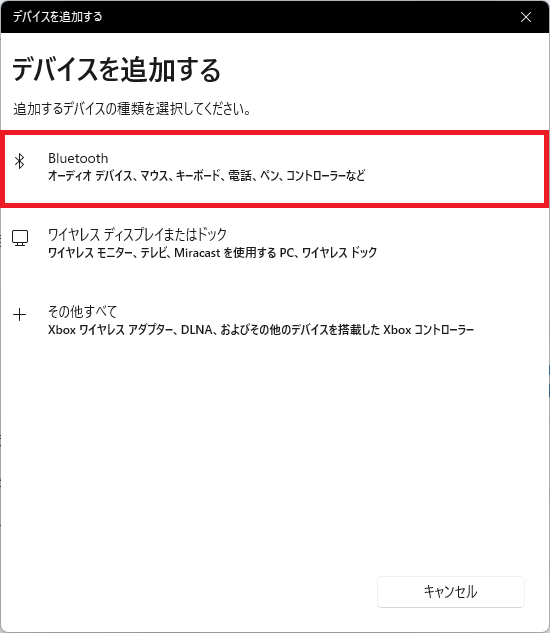 デバイスを追加する
デバイスを追加する
追加するデバイスの種類を選択してください。
Bluetooth
オーディオ デバイス、マウス、キーボード、電話、ペン、コントローラーなど
ワイヤレス ディスプレイまたはドック
ワイヤレス モニター、テレビ、Miracast を使用する PC、ワイヤレス ドック
その他すべて
Xbox ワイヤレス アダプター、DLNA、およびその他のデバイスを搭載した Xbox コントローラー
キャンセル